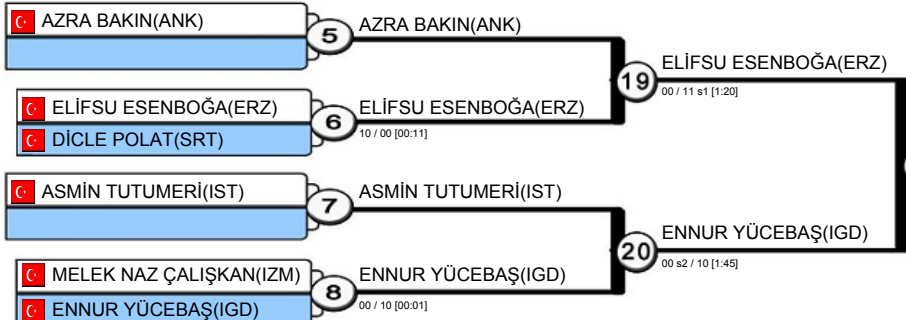 AZRA BAKIN(ANK)
5
AZRA BAKIN(ANK)
ELİFSU ESENBOĞA(ERZ)
19
00 / 11 s1 [1:20]
ELİFSU ESENBOĞA(ERZ)
DİCLE POLAT(SRT)
6
ELİFSU ESENBOĞA(ERZ)
10 / 00 [00:11]
ASMİN TUTUMERİ(IST)
7
ASMİN TUTUMERİ(IST)
ENNUR YÜCEBAŞ(IGD)
20
00 s2 / 10 [1:45]
MELEK NAZ ÇALIŞKAN(IZM)
ENNUR YÜCEBAŞ(IGD)
8
ENNUR YÜCEBAŞ(IGD)
00 / 10 [00:01]